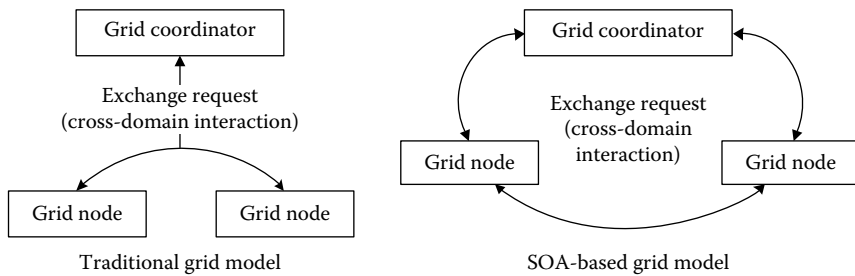 Grid coordinator
Exchange request
(cross-domain interaction)
Grid node
Grid node
Traditional grid model
Grid coordinator
Exchange request
(cross-domain
interaction)
Grid node
Grid node
SOA-based grid model